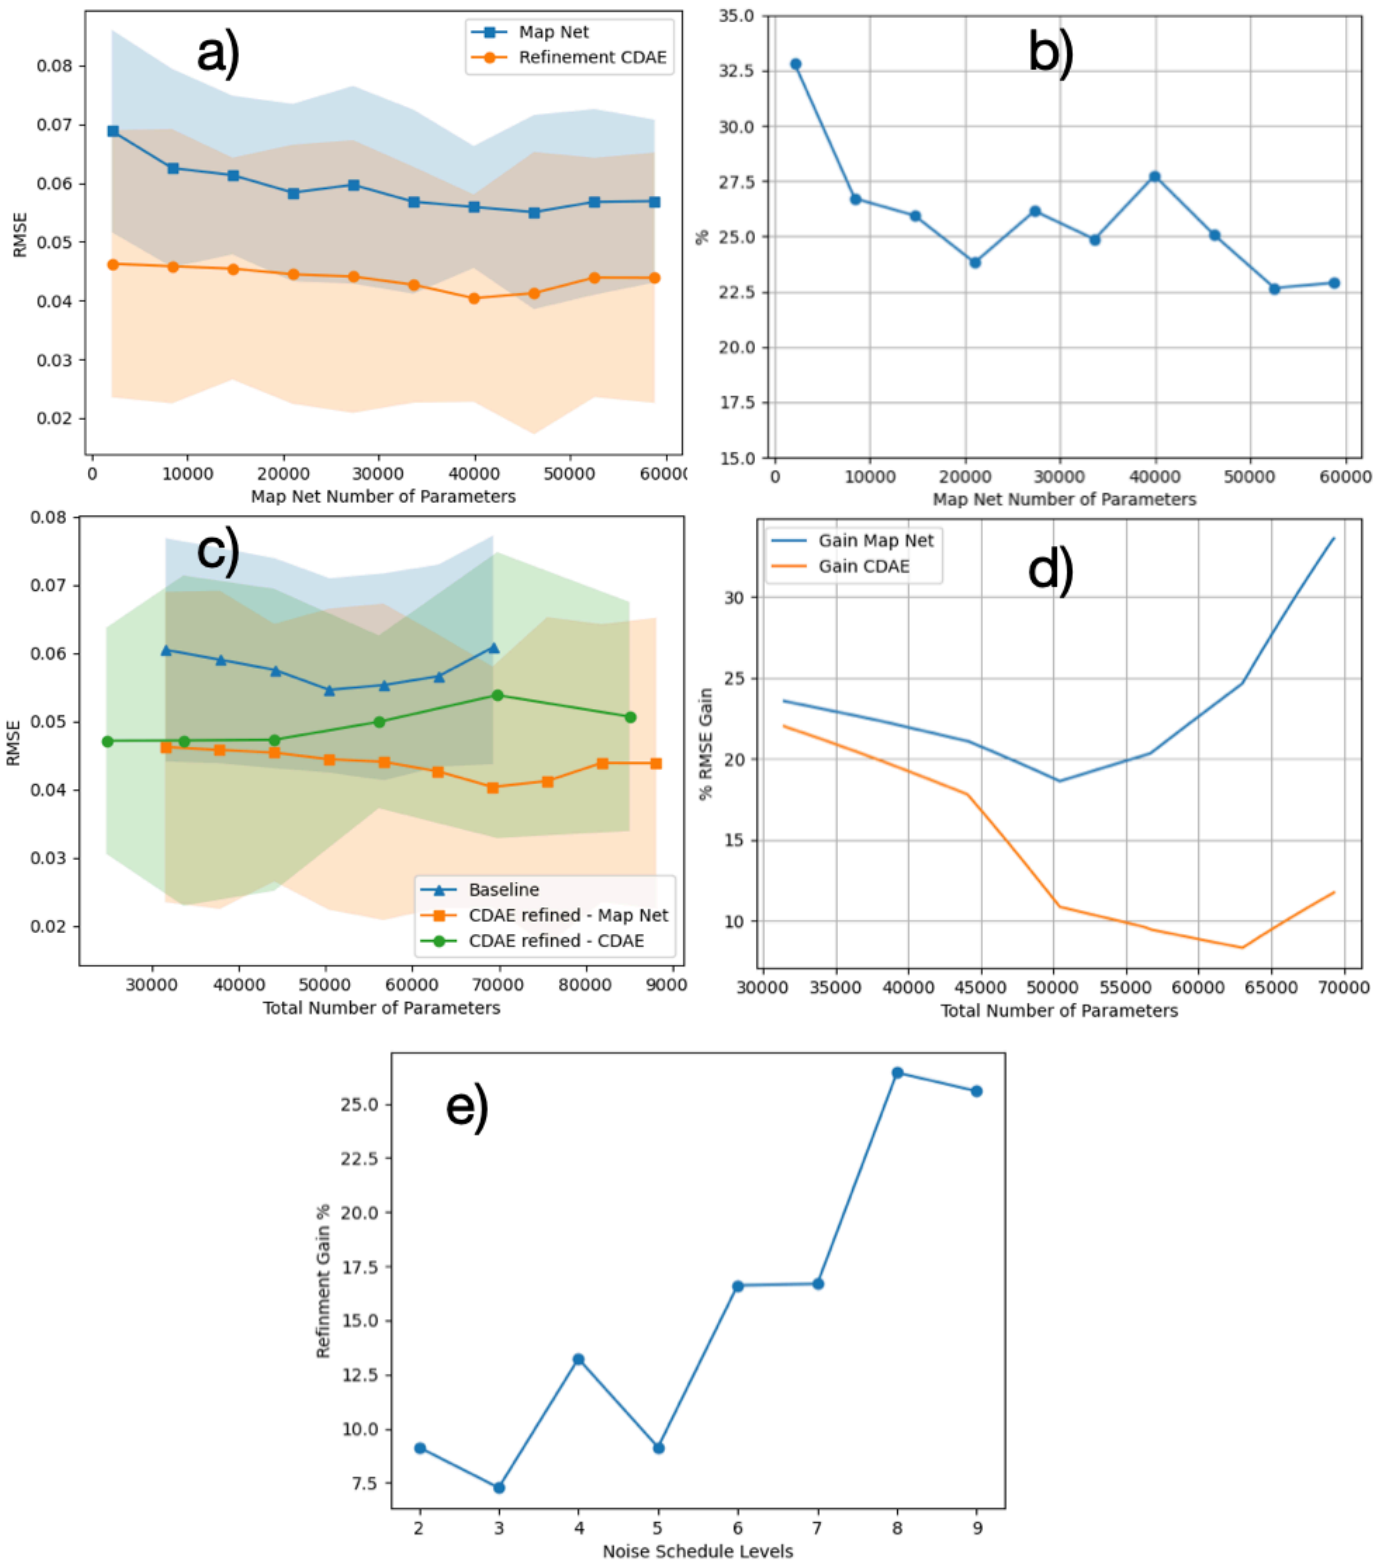 a)
Map Net
Refinement CDAE
0.08
0.07
0.06
0.05
0.04
0.03
0.02
RMSE
0 10000 20000 30000 40000 50000 60000
Map Net Number of Parameters
b)
35.0
32.5
30.0
27.5
25.0
22.5
20.0
17.5
15.0
%
0 10000 20000 30000 40000 50000 60000
Map Net Number of Parameters
c)
0.08
0.07
0.06
0.05
0.04
0.03
0.02
RMSE
Baseline
CDAE refined - Map Net
CDAE refined - CDAE
30000 40000 50000 60000 70000 80000 9000
Total Number of Parameters
d)
Gain Map Net
Gain CDAE
30
25
20
15
10
% RMSE Gain
30000 35000 40000 45000 50000 55000 60000 65000 70000
Total Number of Parameters
e)
25.0
22.5
20.0
17.5
15.0
12.5
10.0
7.5
Refinment Gain %
2 3 4 5 6 7 8 9
Noise Schedule Levels